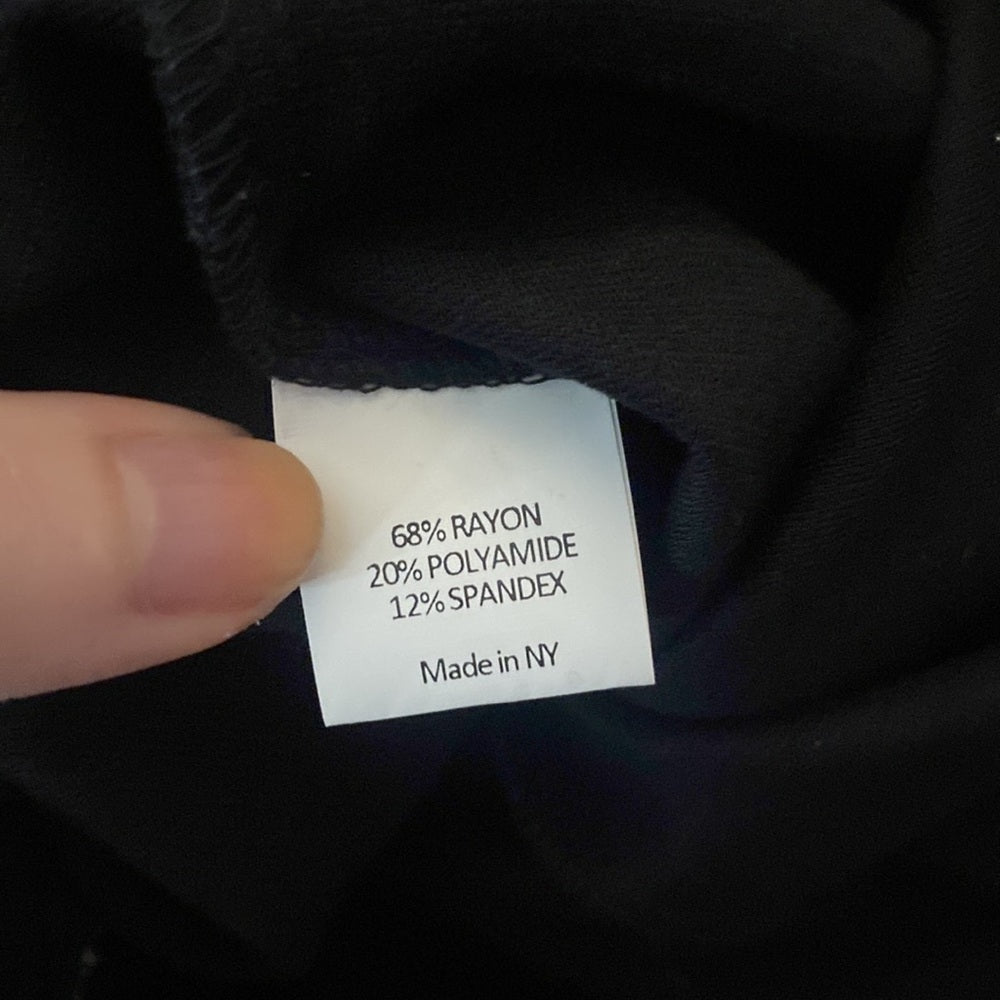 68% RAYON
20% POLYAMIDE
12% SPANDEX
Made in NY